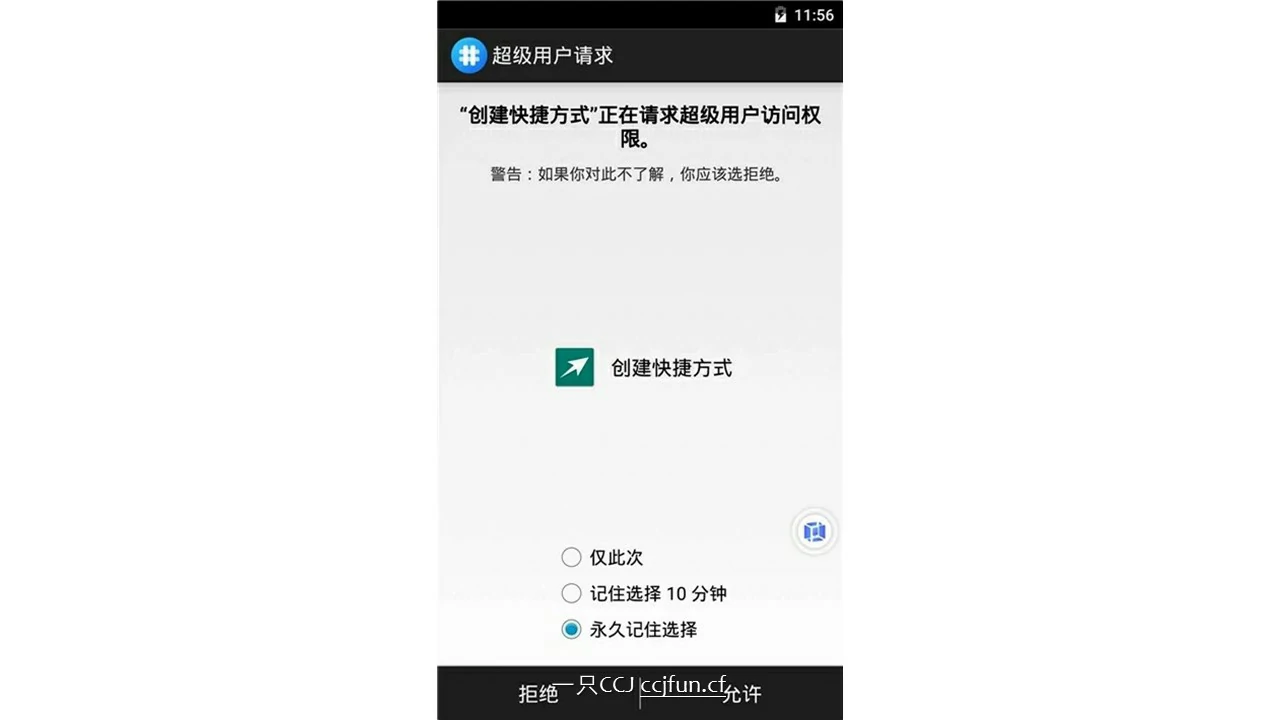 11:56
超级用户请求
“创建快捷方式”正在请求超级用户访问权
限。
警告：如果你对此不了解，你应该选拒绝。
创建快捷方式
仅此次
记住选择 10 分钟
永久记住选择
拒绝
一只CCJ ccjfun.cf
允许